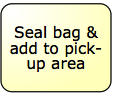 Seal bag &
add to pick-
up area